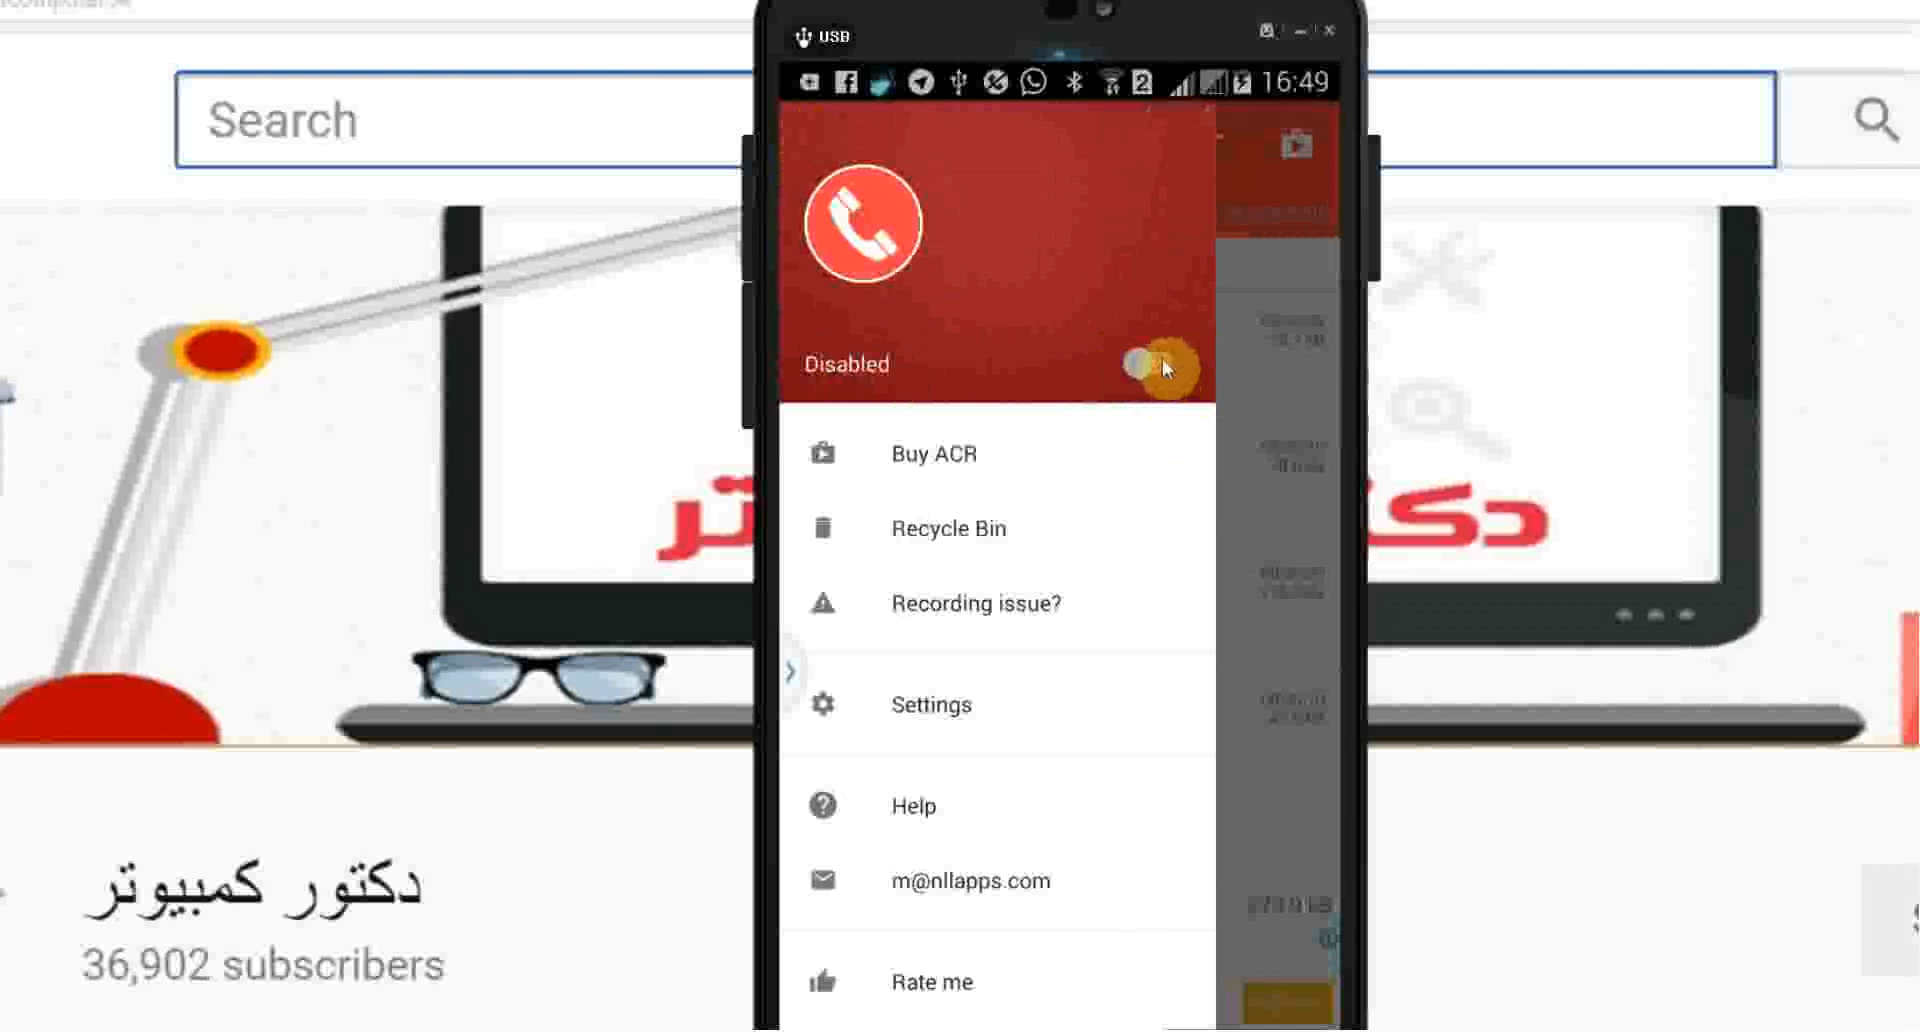 USB
16:49
Search
Disabled
Buy ACR
Recycle Bin
Recording issue?
Settings
Help
m@nllapps.com
Rate me
دكتور كمبيوتر
36,902 subscribers